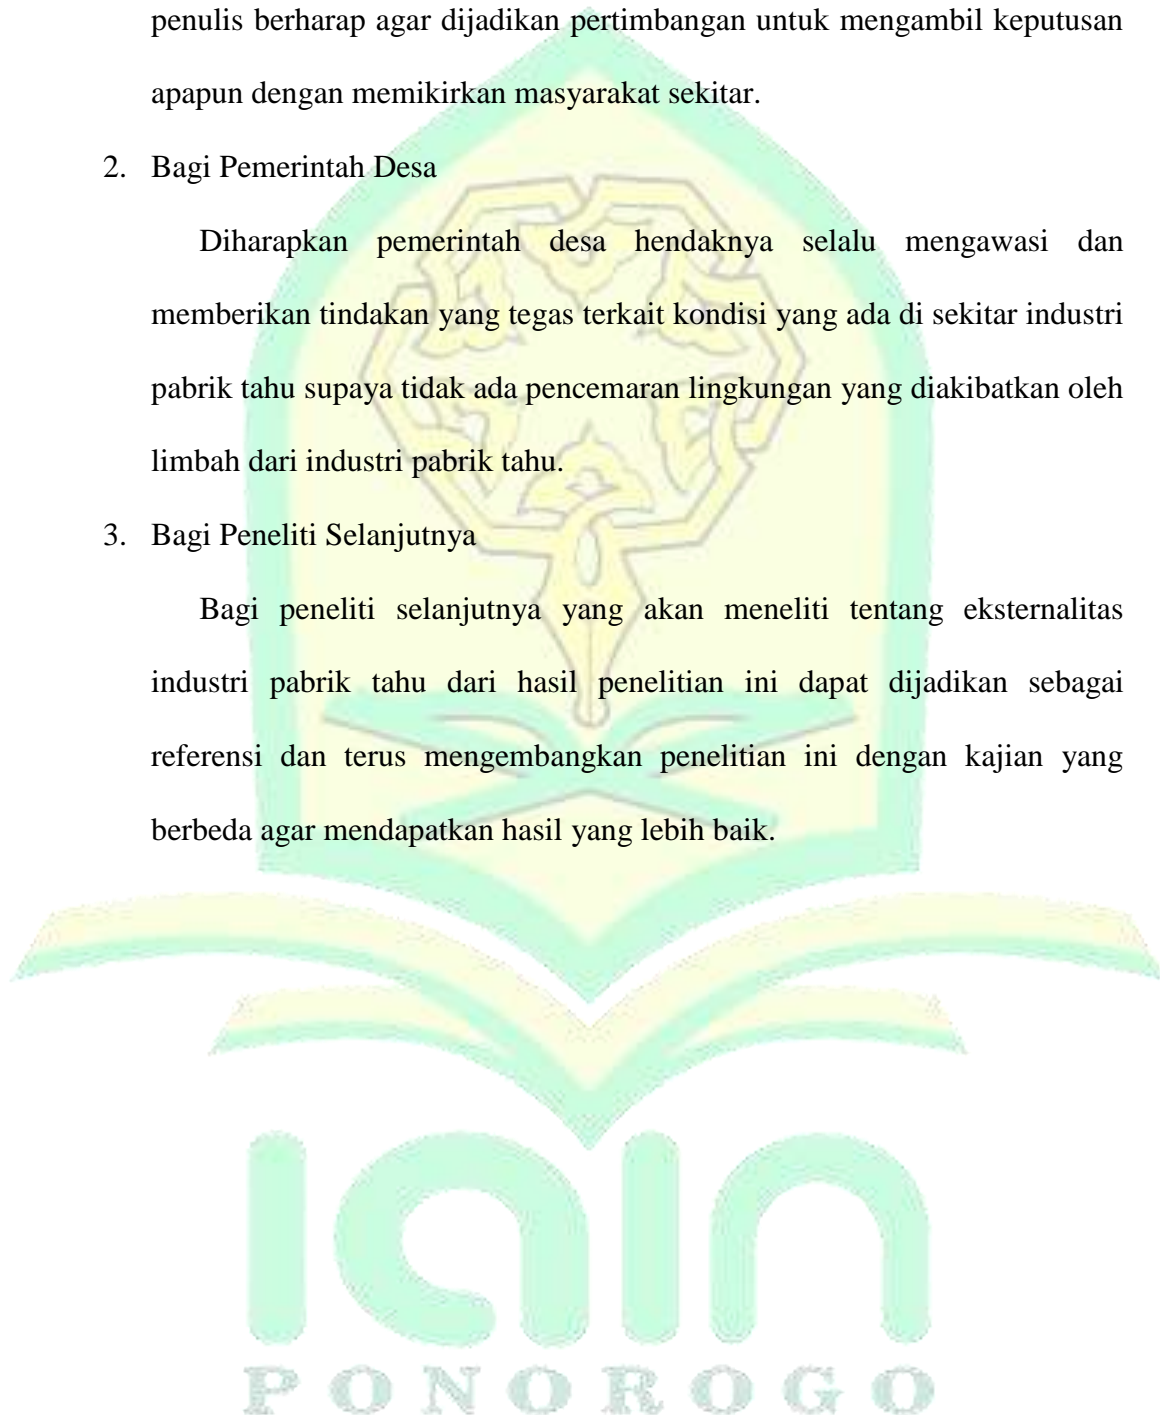 penulis berharap agar dijadikan pertimbangan untuk mengambil keputusan
apapun dengan memikirkan masyarakat sekitar.
2. Bagi Pemerintah Desa
Diharapkan pemerintah desa hendaknya selalu mengawasi dan
memberikan tindakan yang tegas terkait kondisi yang ada di sekitar industri
pabrik tahu supaya tidak ada pencemaran lingkungan yang diakibatkan oleh
limbah dari industri pabrik tahu.
3. Bagi Peneliti Selanjutnya
Bagi peneliti selanjutnya yang akan meneliti tentang eksternalitas
industri pabrik tahu dari hasil penelitian ini dapat dijadikan sebagai
referensi dan terus mengembangkan penelitian ini dengan kajian yang
berbeda agar mendapatkan hasil yang lebih baik.
iain
PONOROGO